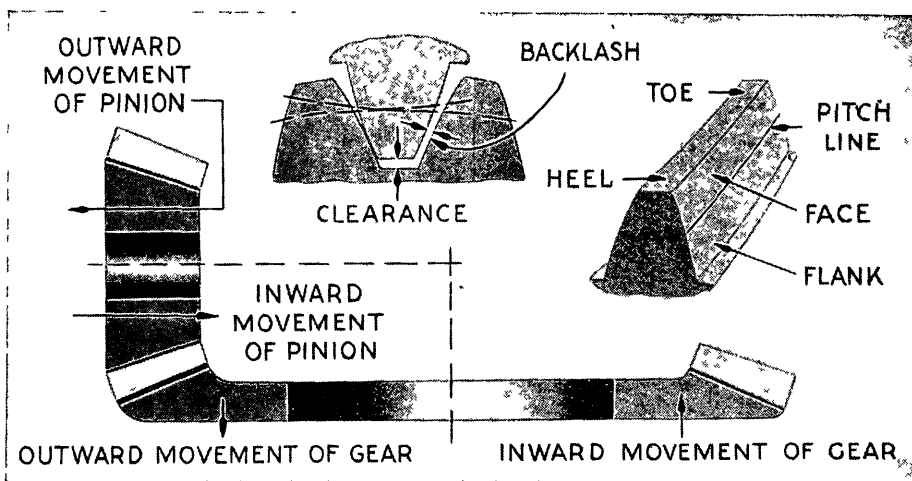 OUTWARD
MOVEMENT
OF PINION
BACKLASH
CLEARANCE
TOE
PITCH
LINE
HEEL
FACE
FLANK
INWARD
MOVEMENT
OF PINION
OUTWARD MOVEMENT OF GEAR
INWARD MOVEMENT OF GEAR